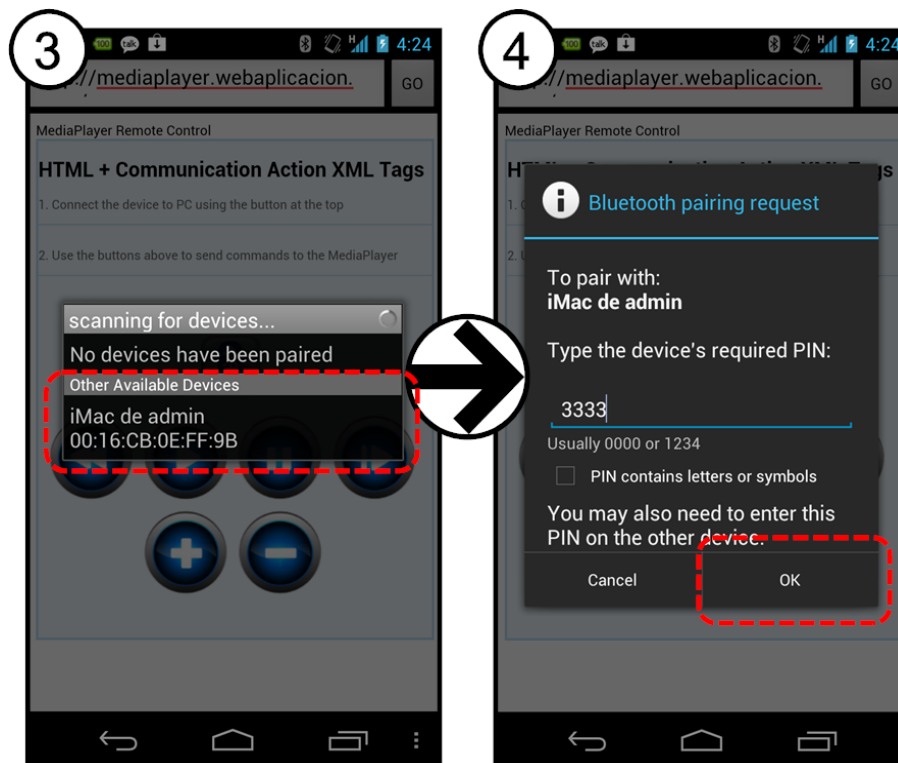 3
100 talk 4:24
://mediaplayer.webaplicacion.
GO
MediaPlayer Remote Control
HTML + Communication Action XML Tags
1. Connect the device to PC using the button at the top
2. Use the buttons above to send commands to the MediaPlayer
scanning for devices...
No devices have been paired
Other Available Devices
iMac de admin
00:16:CB:0E:FF:9B
4
100 talk H 4:24
://mediaplayer.webaplicacion.
GO
MediaPlayer Remote Control
Bluetooth pairing request
To pair with:
iMac de admin
Type the device's required PIN:
3333
Usually 0000 or 1234
PIN contains letters or symbols
You may also need to enter this
PIN on the other device.
Cancel OK